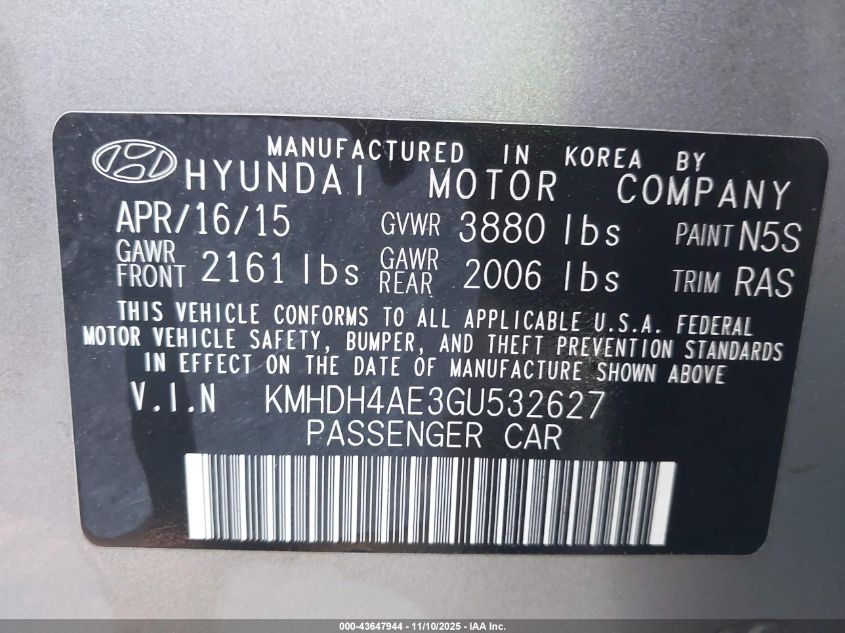 MANUFACTURED IN KOREA BY
HYUNDAI MOTOR COMPANY
APR/16/15 GVWR 3880 lbs PAINT N5S
GAWR FRONT 2161 lbs GAWR REAR 2006 lbs TRIM RAS
THIS VEHICLE CONFORMS TO ALL APPLICABLE U.S.A. FEDERAL
MOTOR VEHICLE SAFETY, BUMPER, AND THEFT PREVENTION STANDARDS
IN EFFECT ON THE DATE OF MANUFACTURE SHOWN ABOVE
V.I.N KMHDH4AE3GU532627
PASSENGER CAR
000-43647944 - 11/10/2025 - IAA Inc.